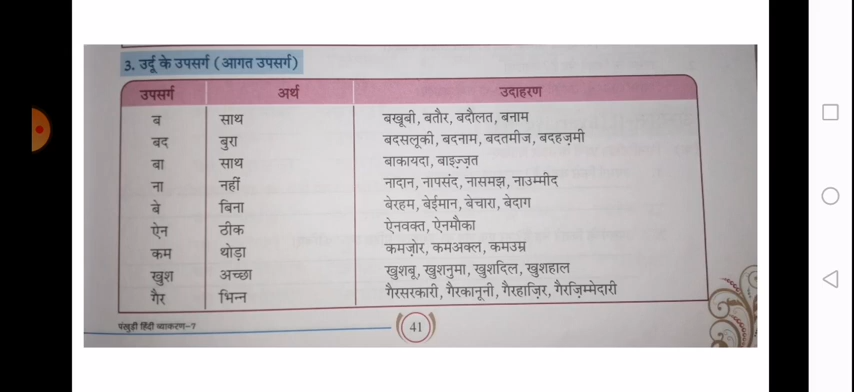 3. उर्दू के उपसर्ग (आगत उपसर्ग)
उपसर्ग अर्थ उदाहरण
ब साथ बखूबी, बतौर, बदौलत, बनाम
बद बुरा बदसलूकी, बदनाम, बदतमीज, बदहज़मी
बा साथ बाकायदा, बाइज़्ज़त
ना नहीं नादान, नापसंद, नासमझ, नाउम्मीद
बे बिना बेरहम, बेईमान, बेचारा, बेदाग
ऐन ठीक ऐनवक्त, ऐनमौका
कम थोड़ा कमज़ोर, कमअक्ल, कमउम्र
खुश अच्छा खुशबू, खुशनुमा, खुशदिल, खुशहाल
गैर भिन्न गैरसरकारी, गैरकानूनी, गैरहाज़िर, गैरज़िम्मेदारी
पंखुड़ी हिंदी व्याकरण-7 41